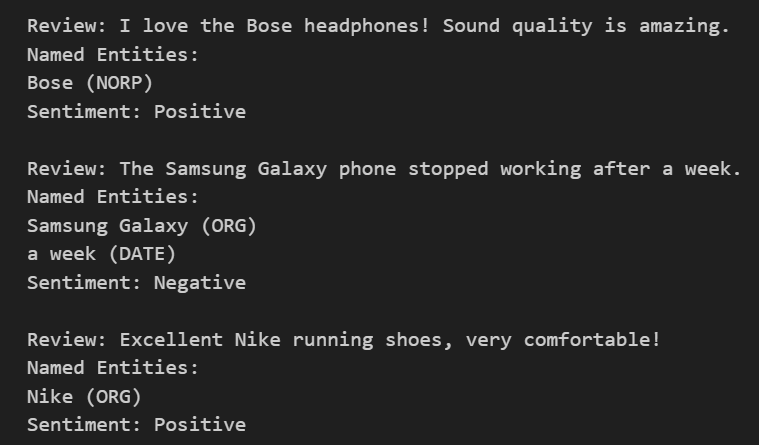 Review: I love the Bose headphones! Sound quality is amazing.
Named Entities:
Bose (NORP)
Sentiment: Positive
Review: The Samsung Galaxy phone stopped working after a week.
Named Entities:
Samsung Galaxy (ORG)
a week (DATE)
Sentiment: Negative
Review: Excellent Nike running shoes, very comfortable!
Named Entities:
Nike (ORG)
Sentiment: Positive